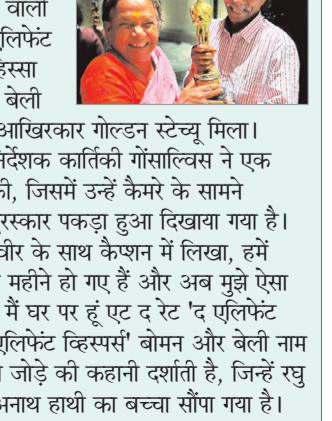 वाली
लिफेंट
हिस्सा
बेली
आखिरकार गोल्डन स्टेच्यू मिला।
र्देशक कार्तिकी गोंसाल्विस ने एक
की, जिसमें उन्हें कैमरे के सामने
रस्कार पकड़ा हुआ दिखाया गया है।
वीर के साथ कैप्शन में लिखा, हमें
महीने हो गए हैं और अब मुझे ऐसा
मैं घर पर हूं एट द रेट 'द एलिफेंट
एलिफेंट व्हिस्पर्स' बोमन और बेली नाम
जोड़े की कहानी दर्शाती है, जिन्हें रघु
अनाथ हाथी का बच्चा सौंपा गया है।